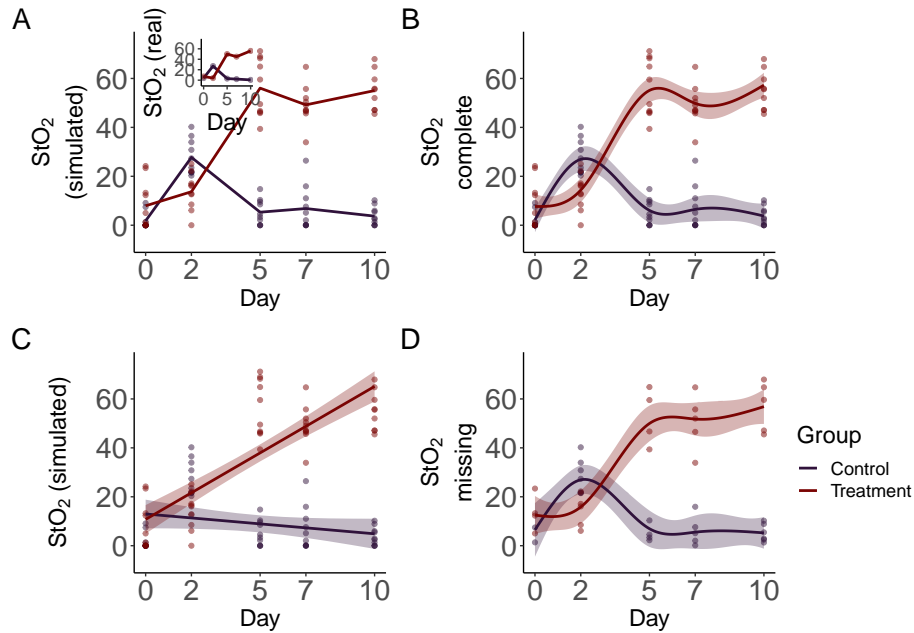 A
StO2 (simulated)
60
40
20
0
0 2 5 7 10
Day
StO2 (real)
60
40
20
0
0 5 10
Day
B
StO2 complete
60
40
20
0
0 2 5 7 10
Day
C
StO2 (simulated)
60
40
20
0
0 2 5 7 10
Day
D
StO2 missing
60
40
20
0
0 2 5 7 10
Day
Group
Control
Treatment